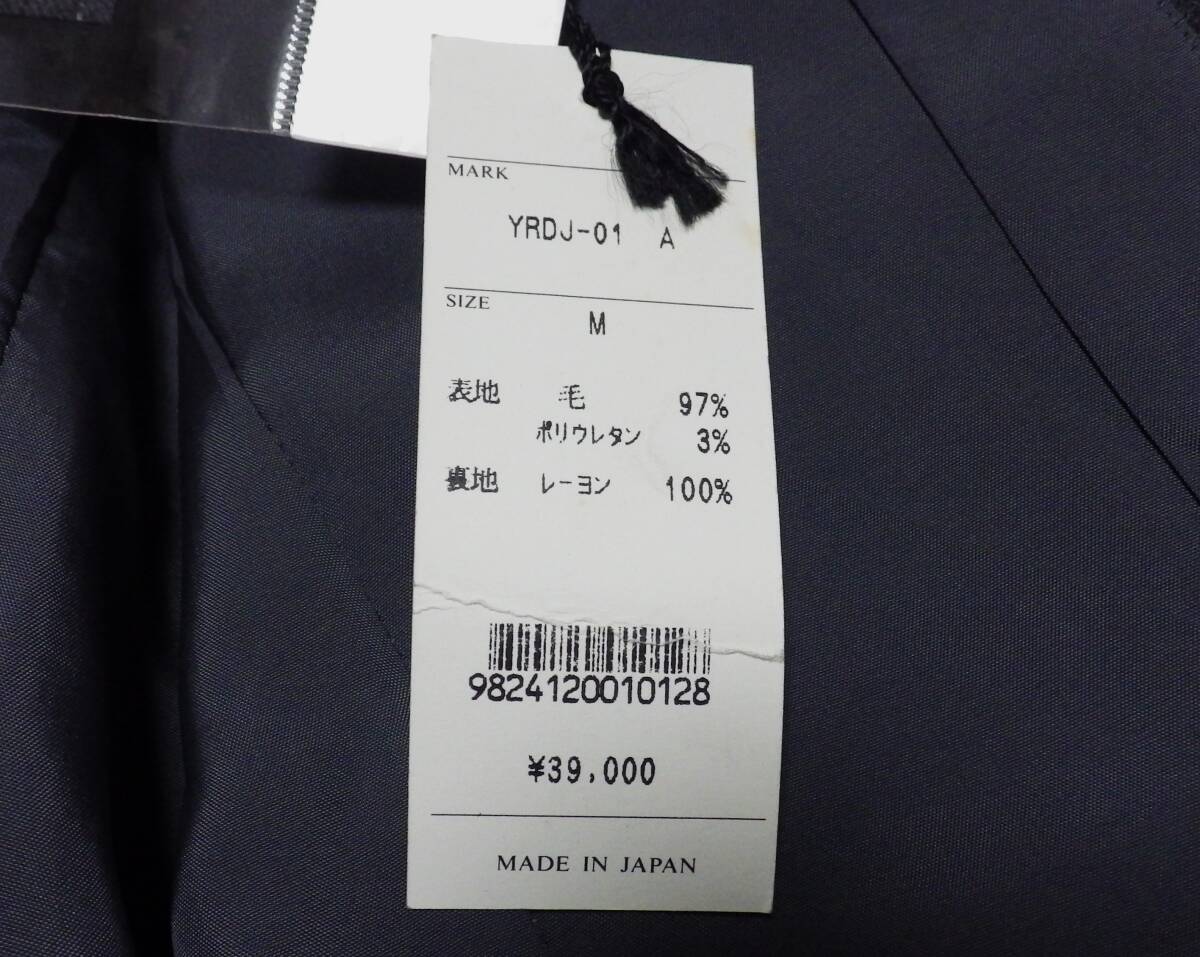 MARK
YRDJ-01 A
SIZE
M
表地 毛 97%
ポリウレタン 3%
裏地 レーヨン 100%
9824120010128
¥39,000
MADE IN JAPAN